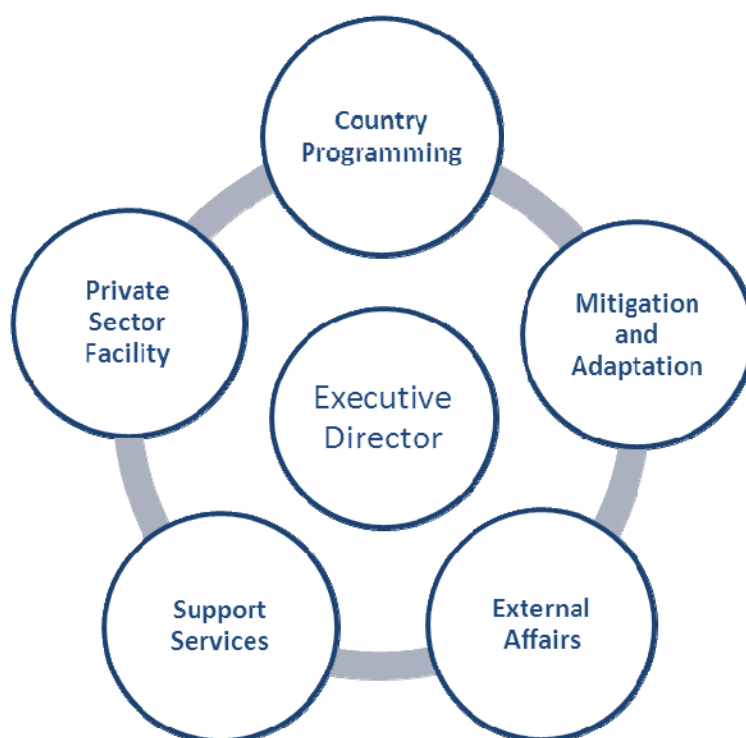 Country
Programming
Private
Sector
Facility
Mitigation
and
Adaptation
Executive
Director
Support
Services
External
Affairs